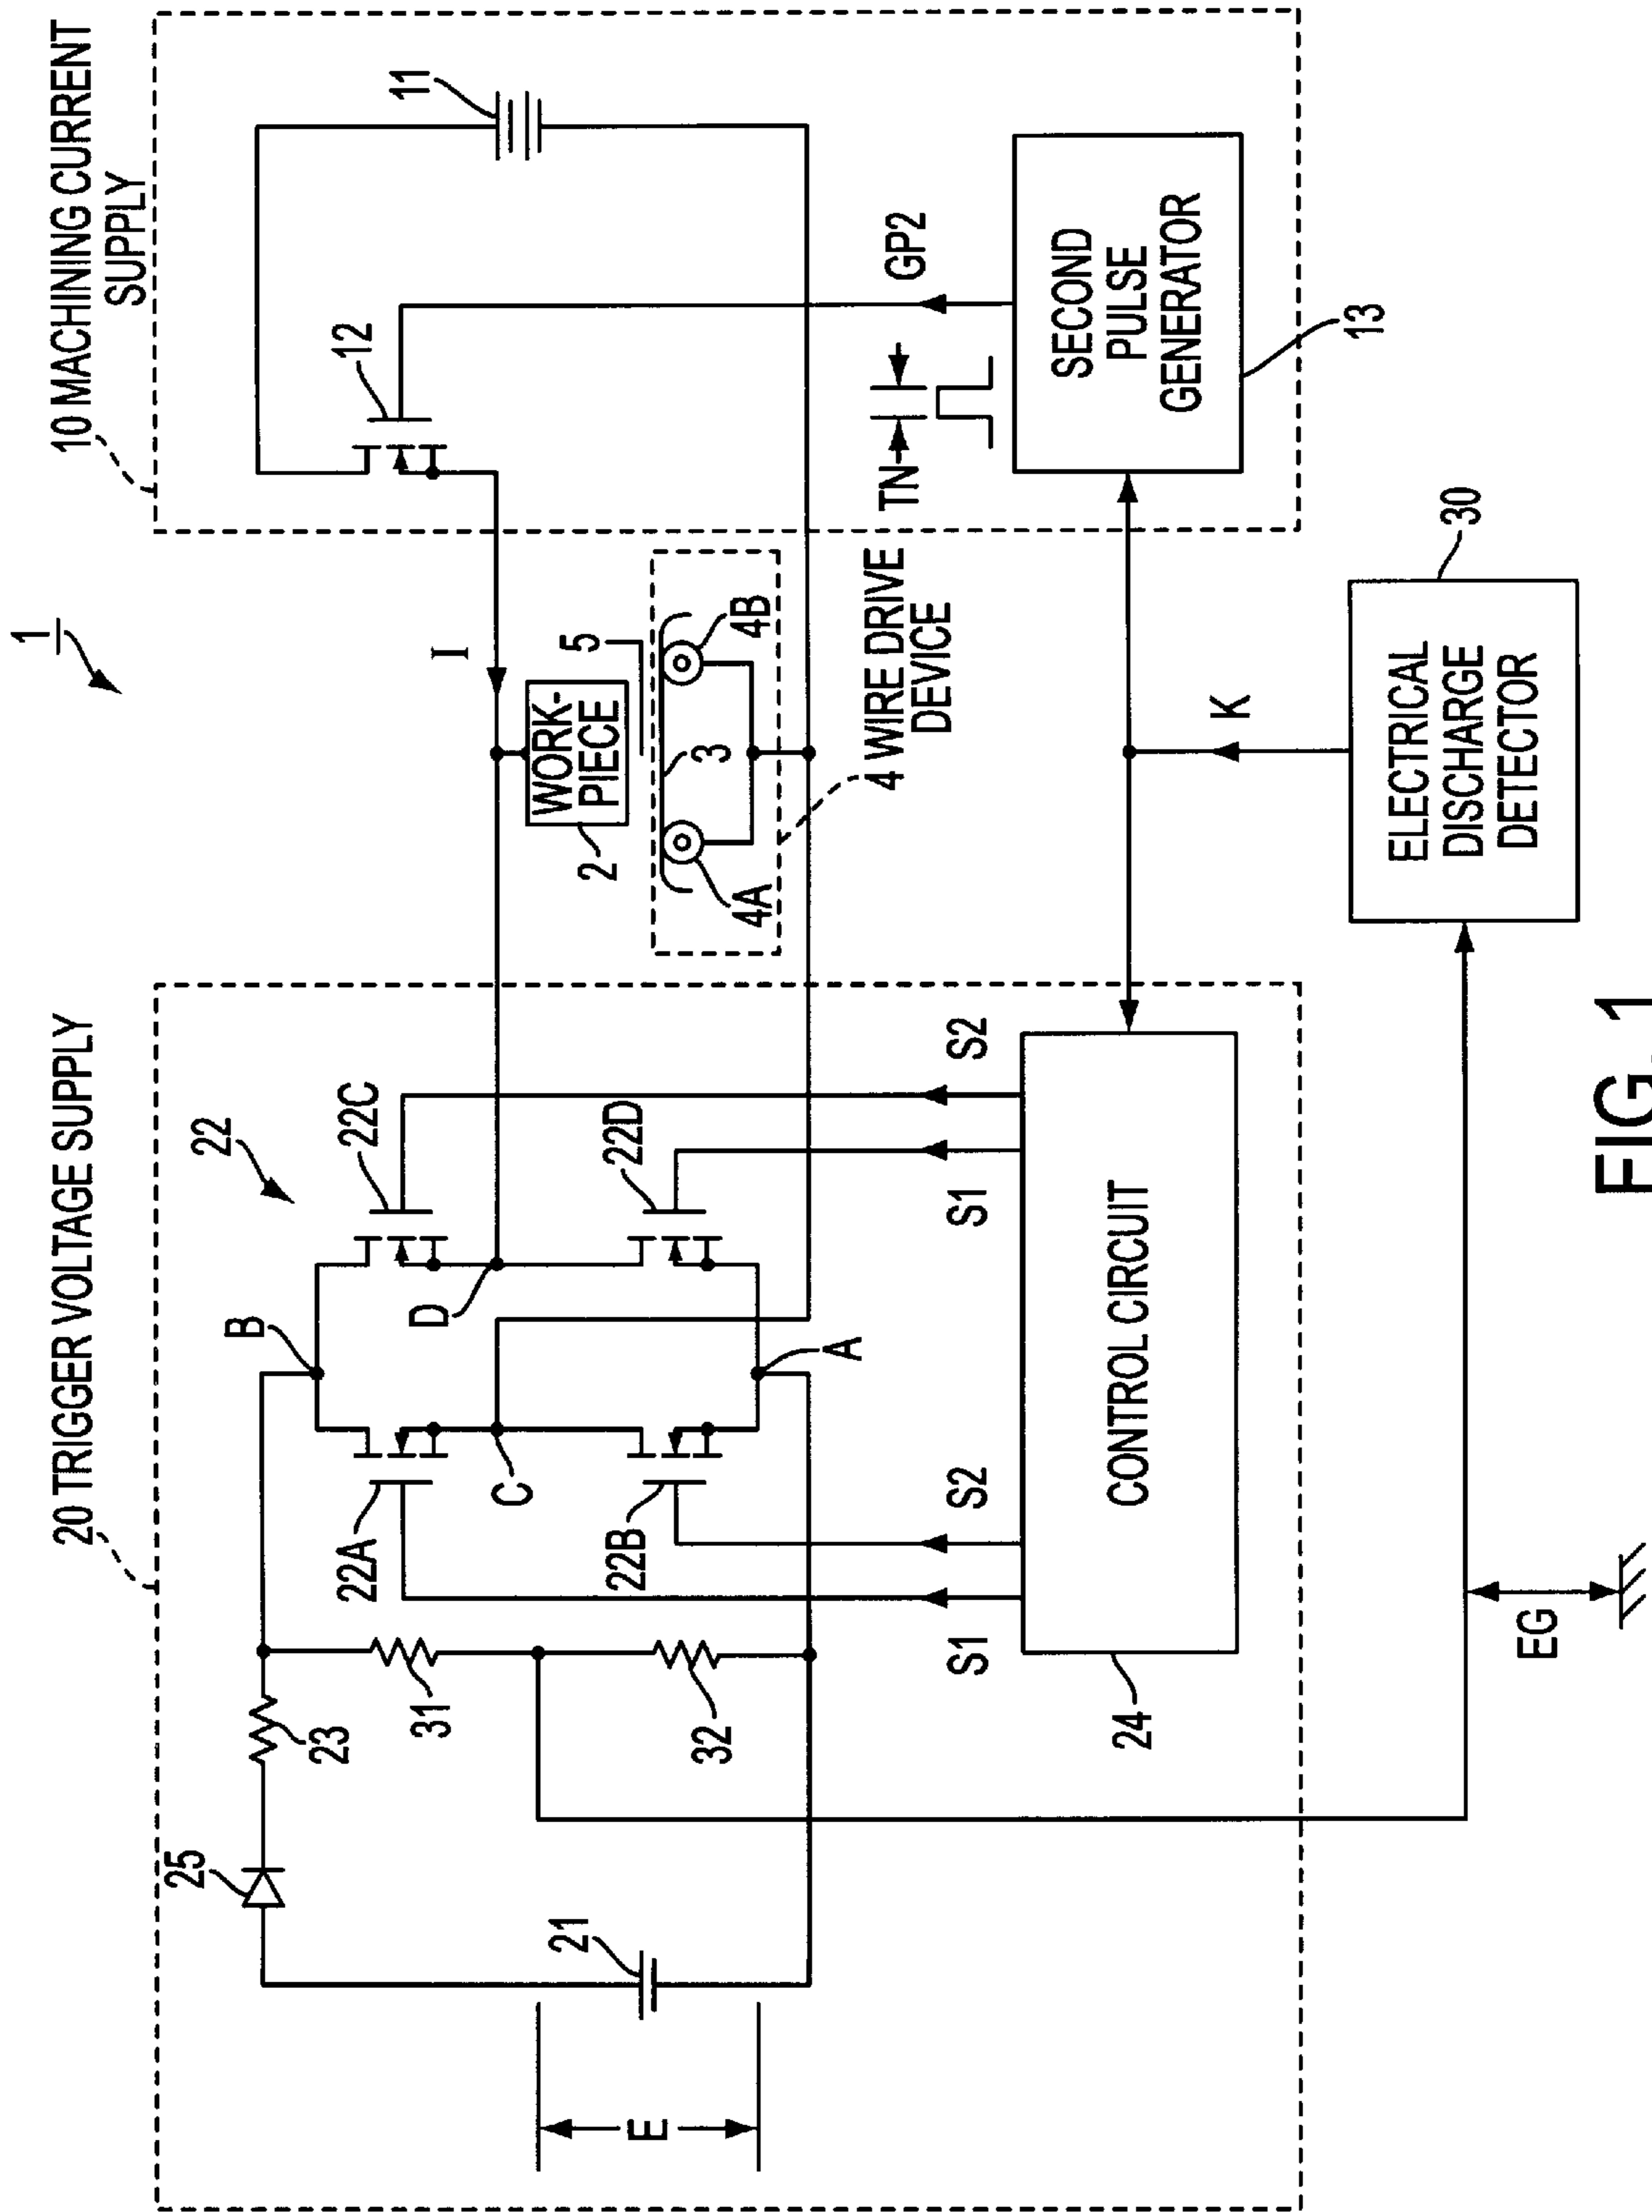 1
20 TRIGGER VOLTAGE SUPPLY
10 MACHINING CURRENT
SUPPLY
22
25
23
B
22A
22C
12
11
31
C
D
I
21
E
32
22B
22D
A
2
WORK-
PIECE
5
3
4A
4B
4 WIRE DRIVE
DEVICE
TN
GP2
S1
S2
S1
S2
24
CONTROL CIRCUIT
SECOND
PULSE
GENERATOR
13
K
30
ELECTRICAL
DISCHARGE
DETECTOR
EG
FIG. 1